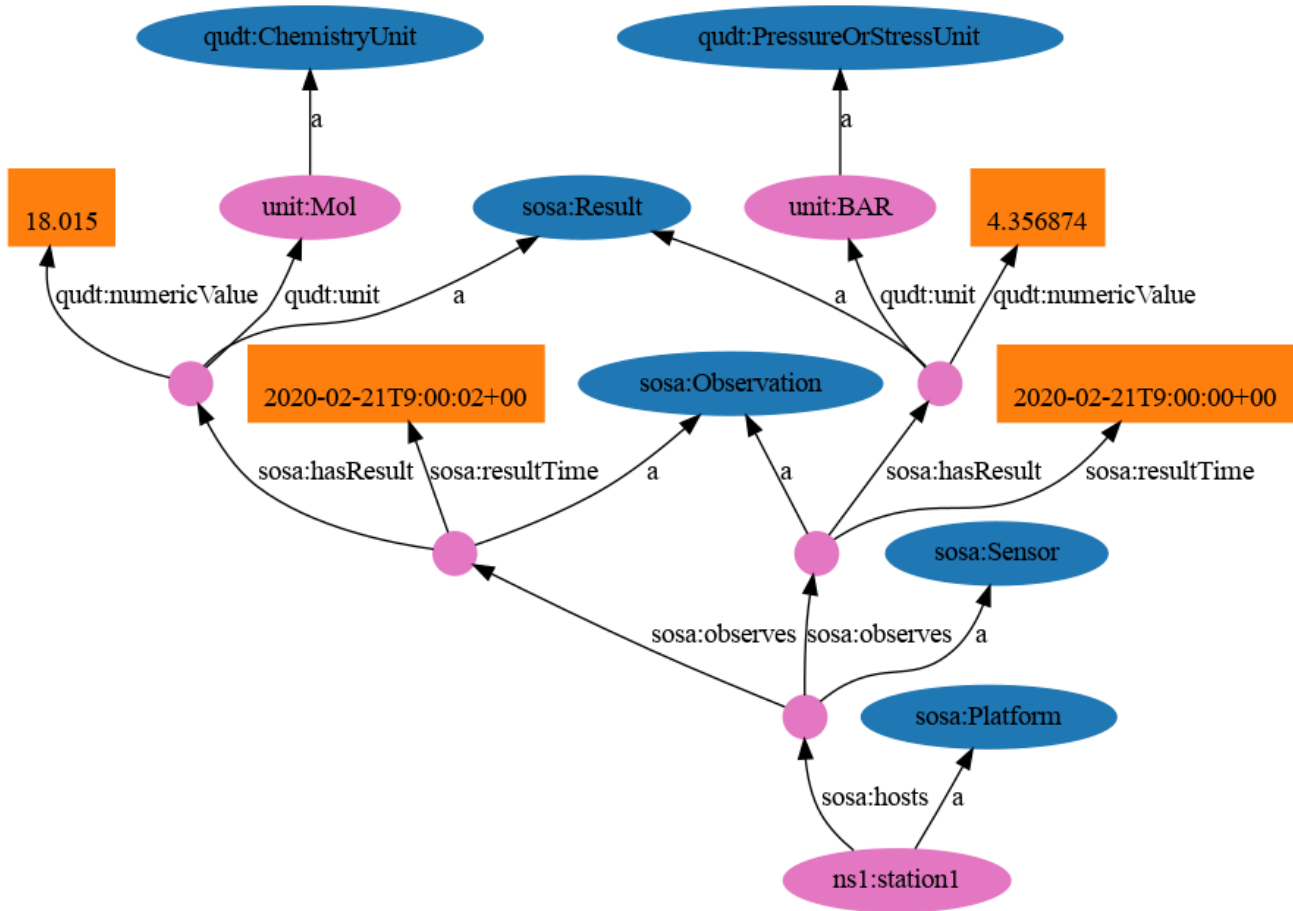 qudt:ChemistryUnit
qudt:PressureOrStressUnit
a
a
18.015
unit:Mol
sosa:Result
unit:BAR
4.356874
qudt:numericValue
qudt:unit
a
a
qudt:unit
qudt:numericValue
2020-02-21T9:00:02+00
sosa:Observation
2020-02-21T9:00:00+00
sosa:hasResult
sosa:resultTime
a
a
sosa:hasResult
sosa:resultTime
sosa:Sensor
sosa:observes
sosa:observes
a
sosa:Platform
sosa:hosts
a
ns1:station1